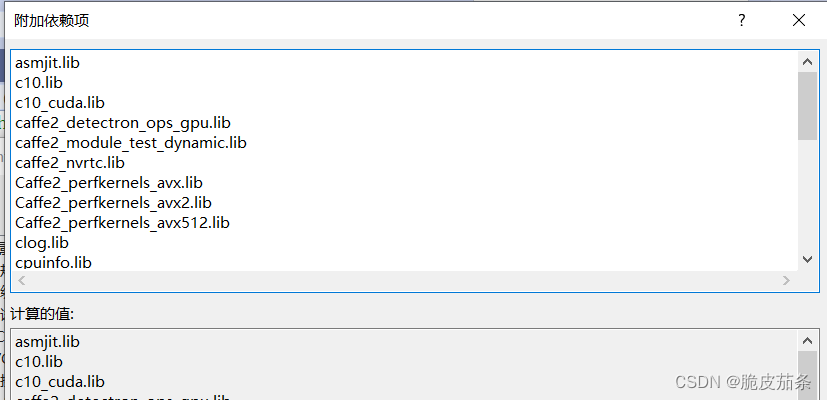 附加依赖项
?
asmjit.lib
c10.lib
c10_cuda.lib
caffe2_detectron_ops_gpu.lib
caffe2_module_test_dynamic.lib
caffe2_nvrtc.lib
Caffe2_perfkernels_avx.lib
Caffe2_perfkernels_avx2.lib
Caffe2_perfkernels_avx512.lib
clog.lib
cpuinfo.lib
计算的值:
asmjit.lib
c10.lib
c10_cuda.lib
caffe2_detectron_ops_gpu.lib
CSDN @脆皮茄条